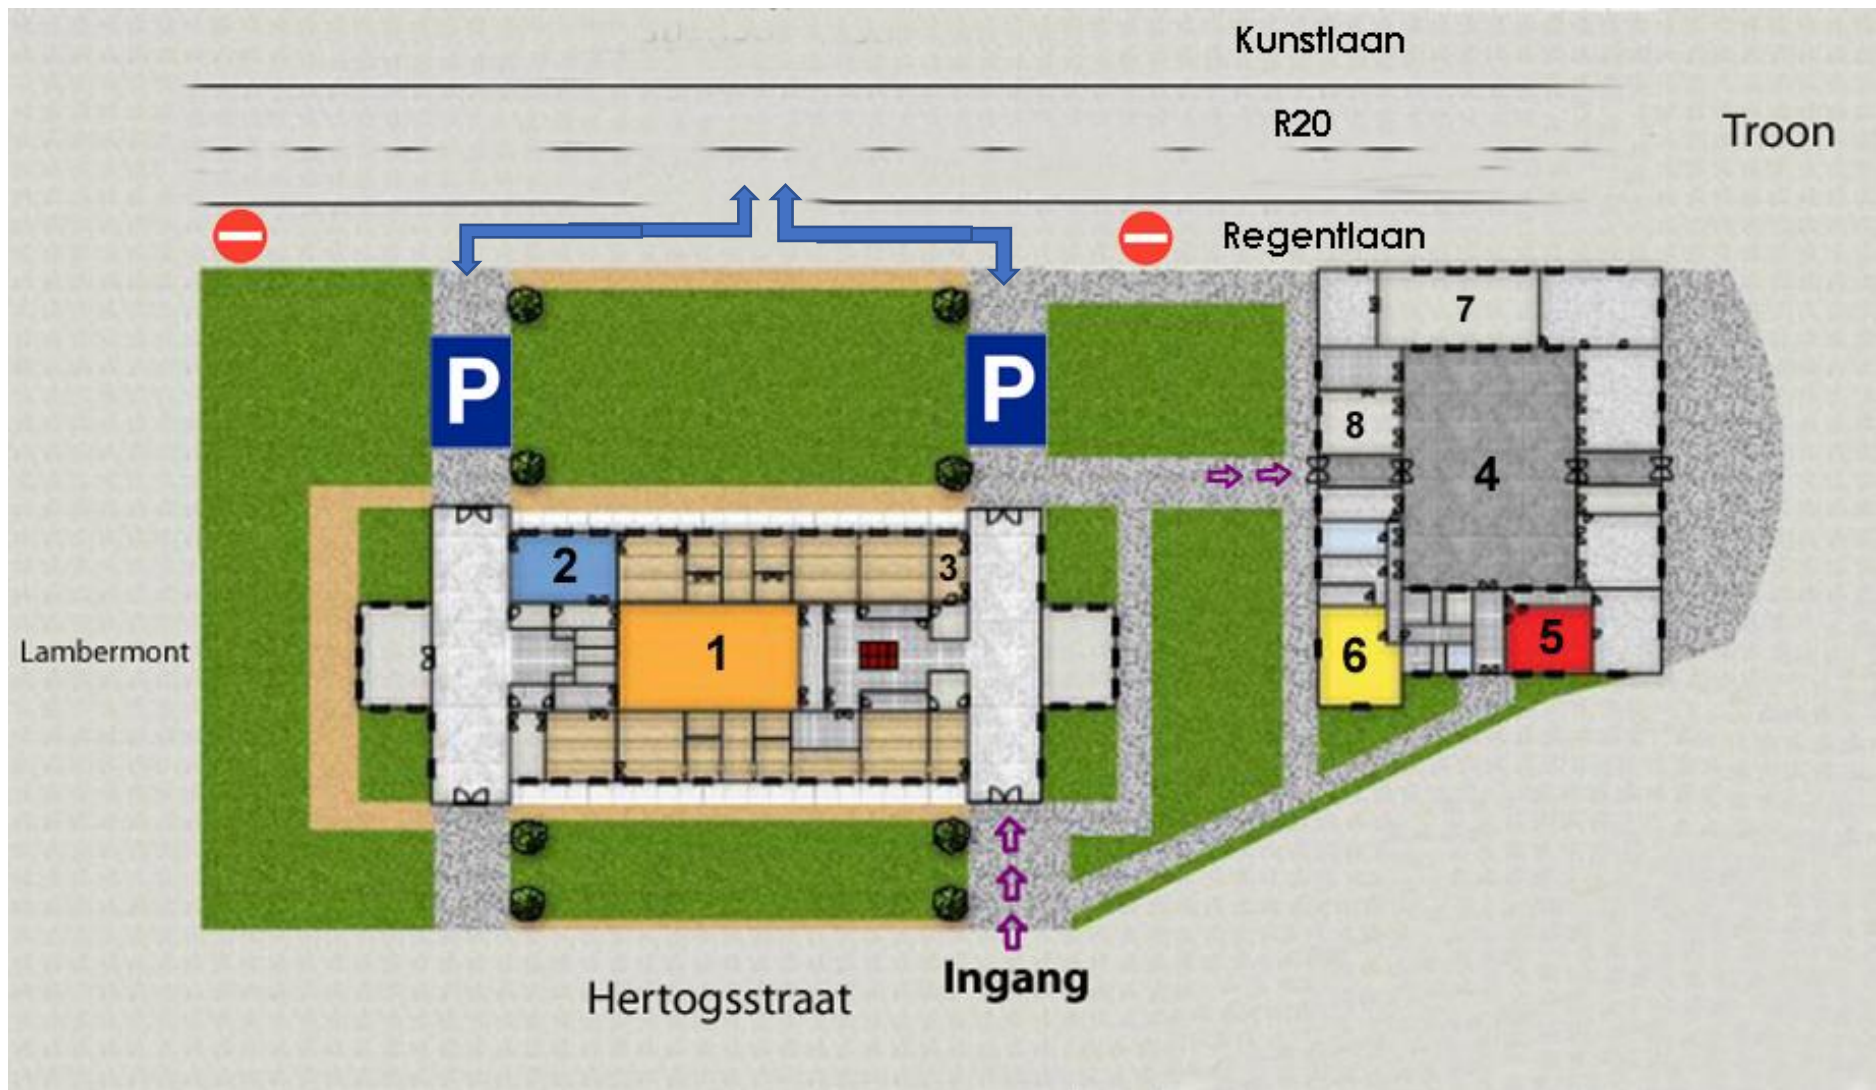 Kunstlaan
R20
Troon
Regentlaan
7
P
P
8
4
2
3
1
5
6
Lambermont
Ingang
Hertogsstraat